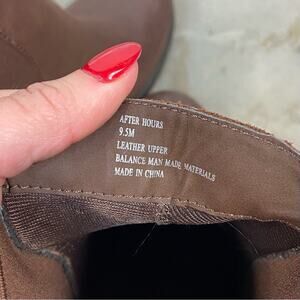 AFTER HOURS
9.5M
LEATHER UPPER
BALANCE MAN MADE MATERIALS
MADE IN CHINA